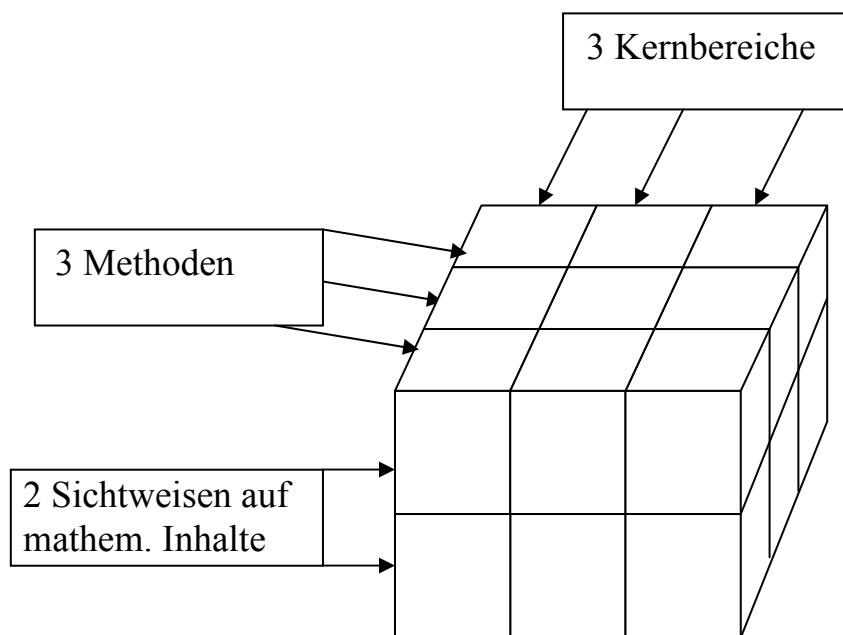 3 Kernbereiche
3 Methoden
2 Sichtweisen auf
mathem. Inhalte